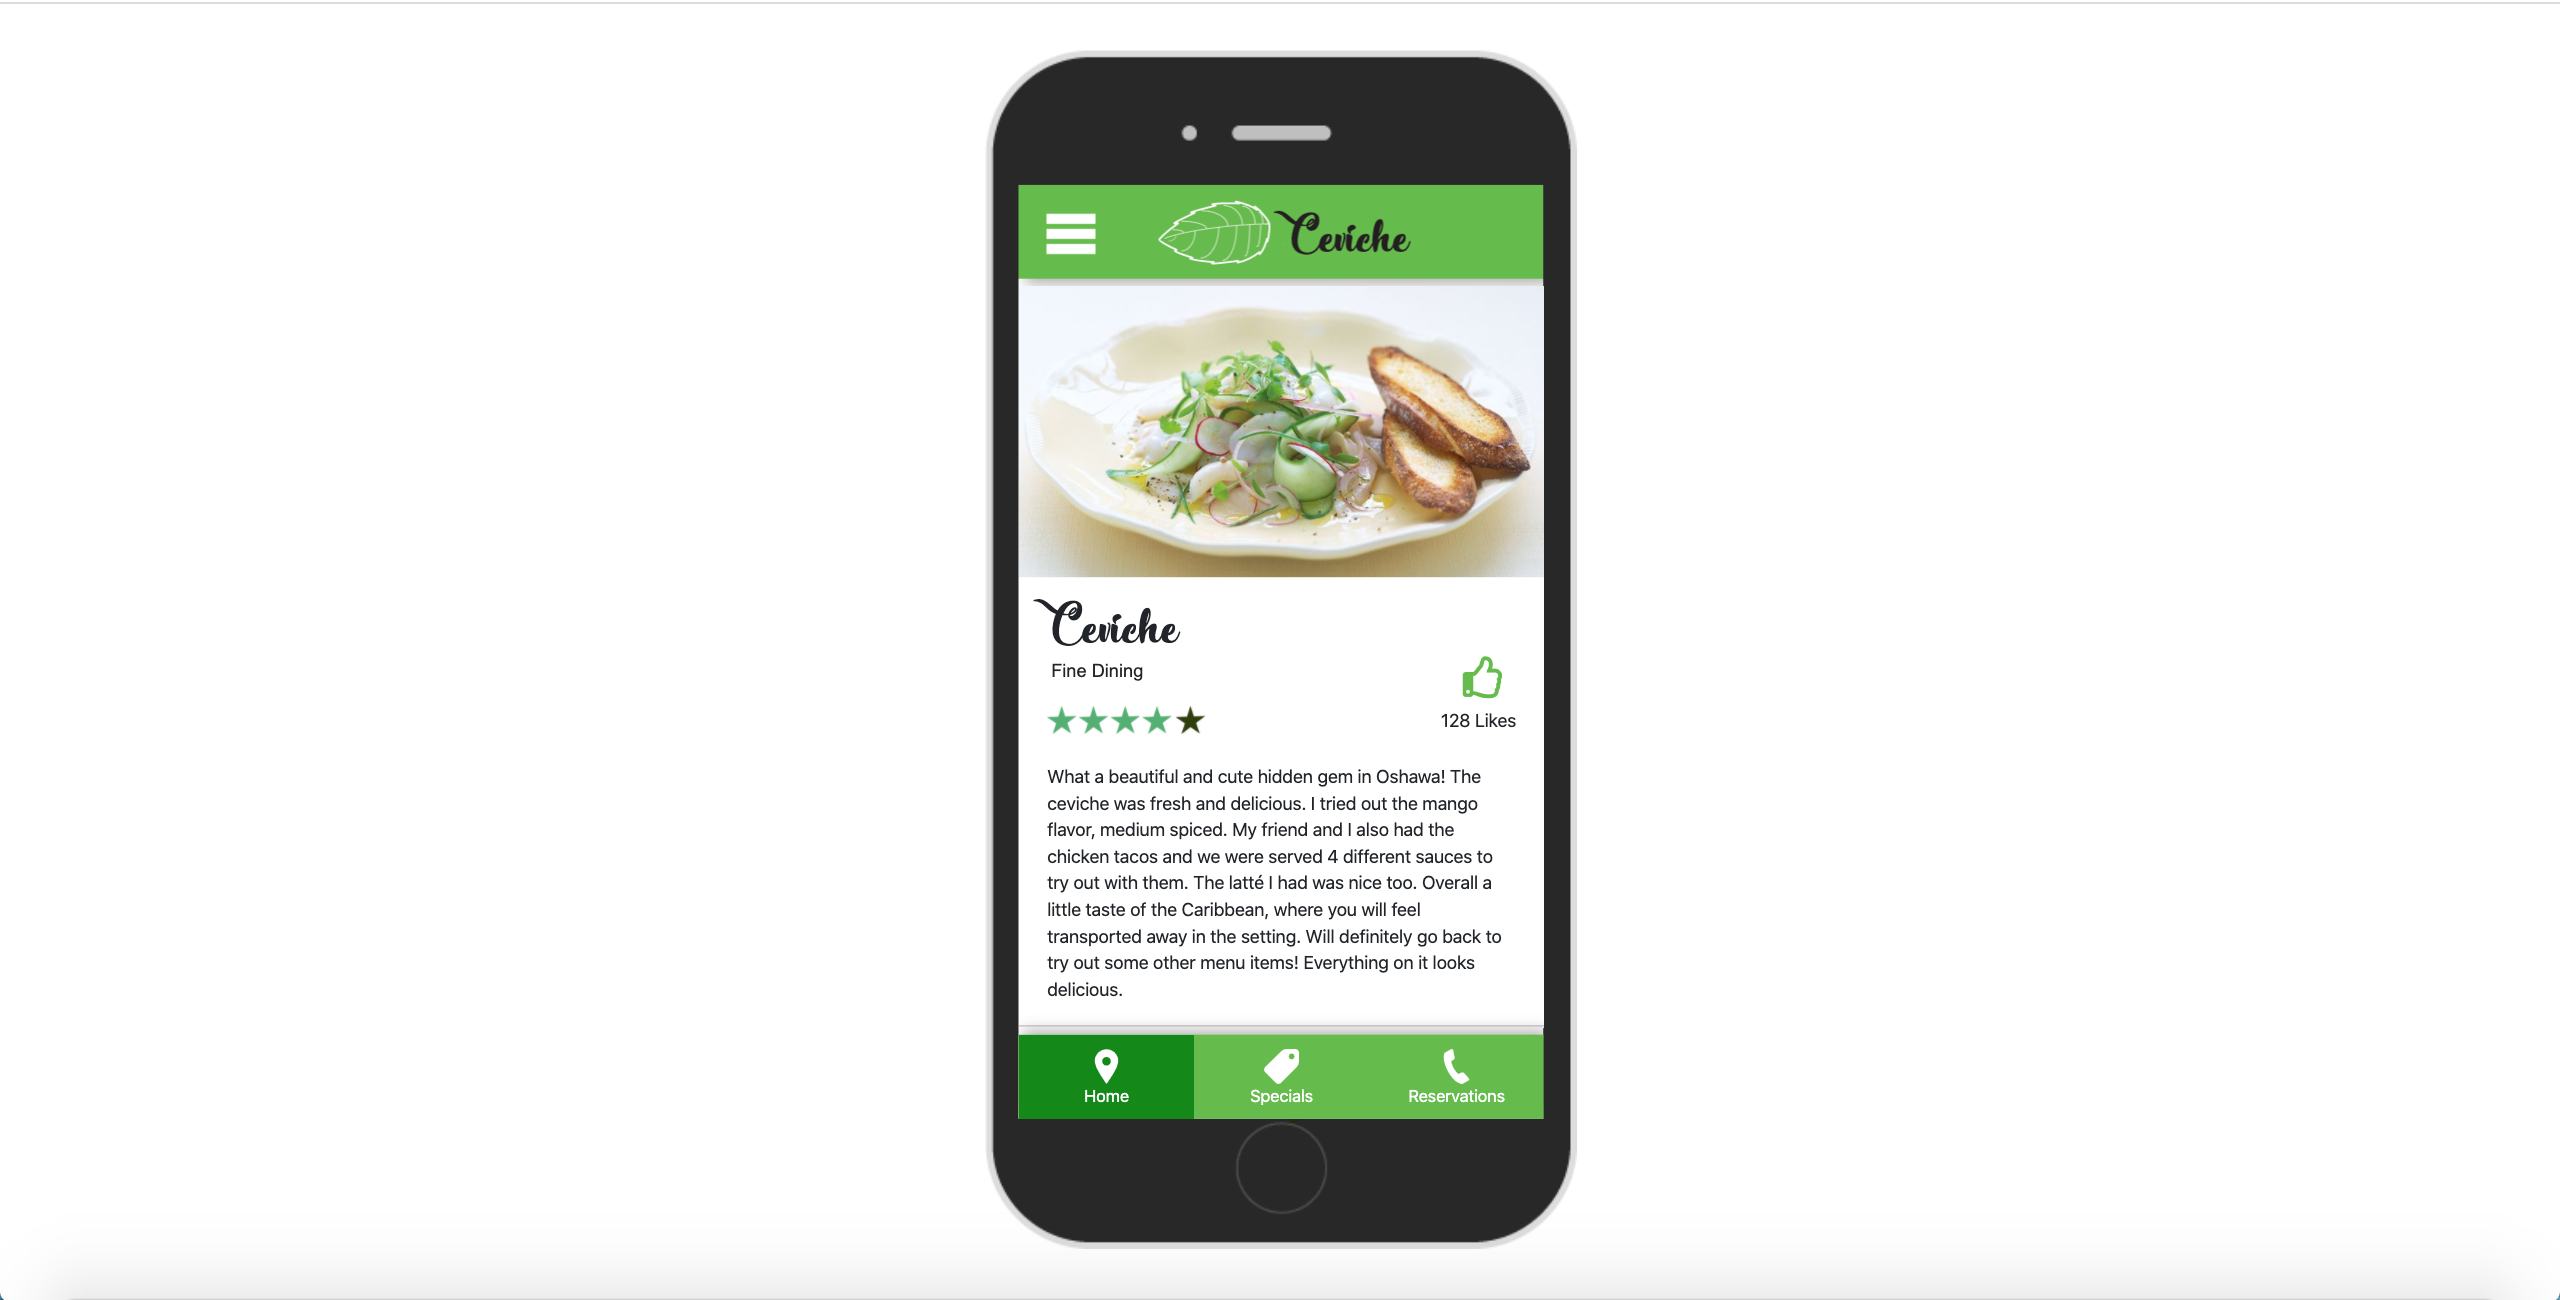 Ceviche
Ceviche
Fine Dining
128 Likes
What a beautiful and cute hidden gem in Oshawa! The
ceviche was fresh and delicious. I tried out the mango
flavor, medium spiced. My friend and I also had the
chicken tacos and we were served 4 different sauces to
try out with them. The latté I had was nice too. Overall a
little taste of the Caribbean, where you will feel
transported away in the setting. Will definitely go back to
try out some other menu items! Everything on it looks
delicious.
Home
Specials
Reservations